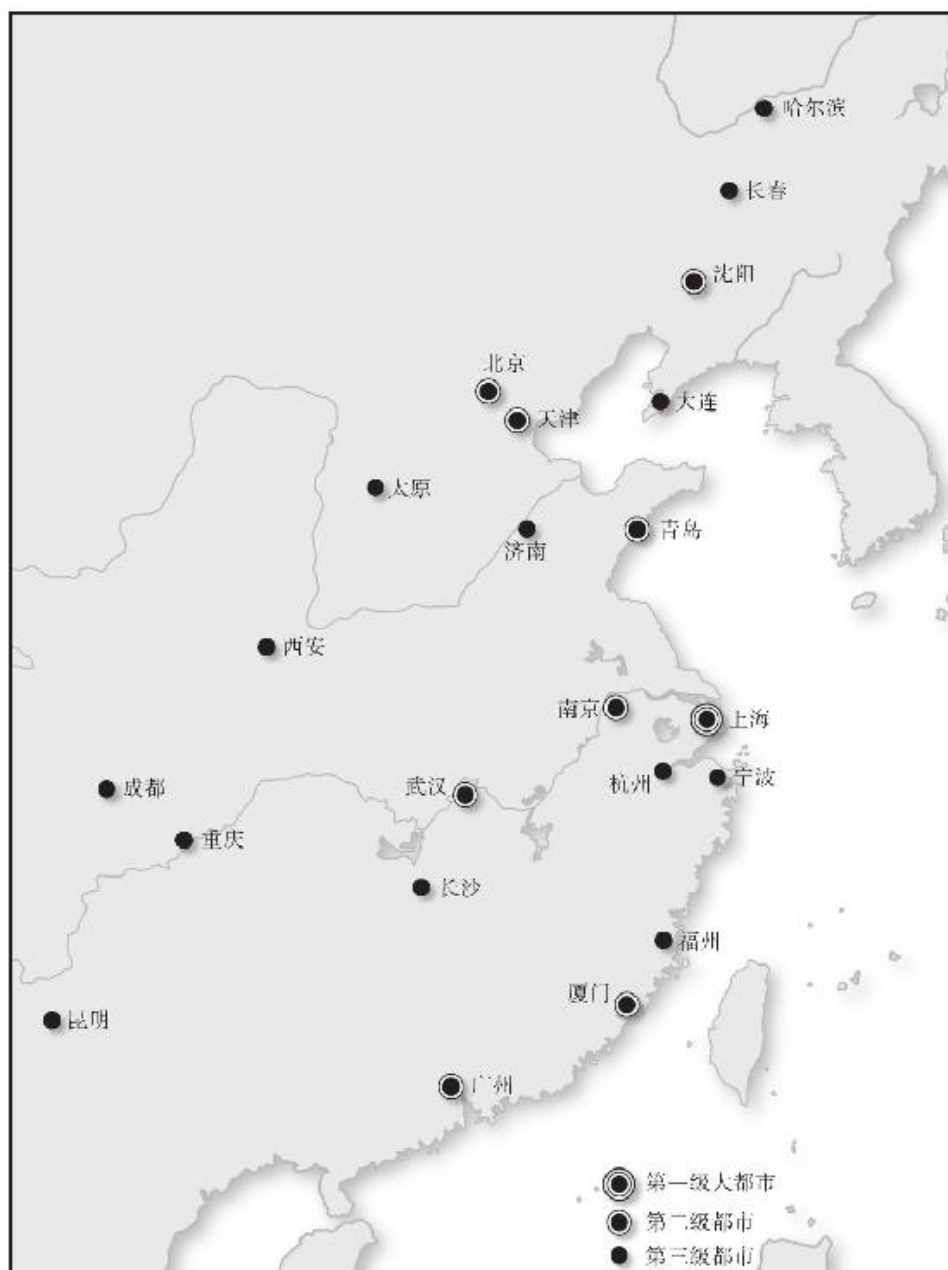 哈尔滨
长春
沈阳
北京
天津
大连
太原
济南
青岛
西安
南京
上海
杭州
宁波
成都
武汉
重庆
长沙
福州
厦门
昆明
广州
第一级大都市
第二级都市
第三级都市